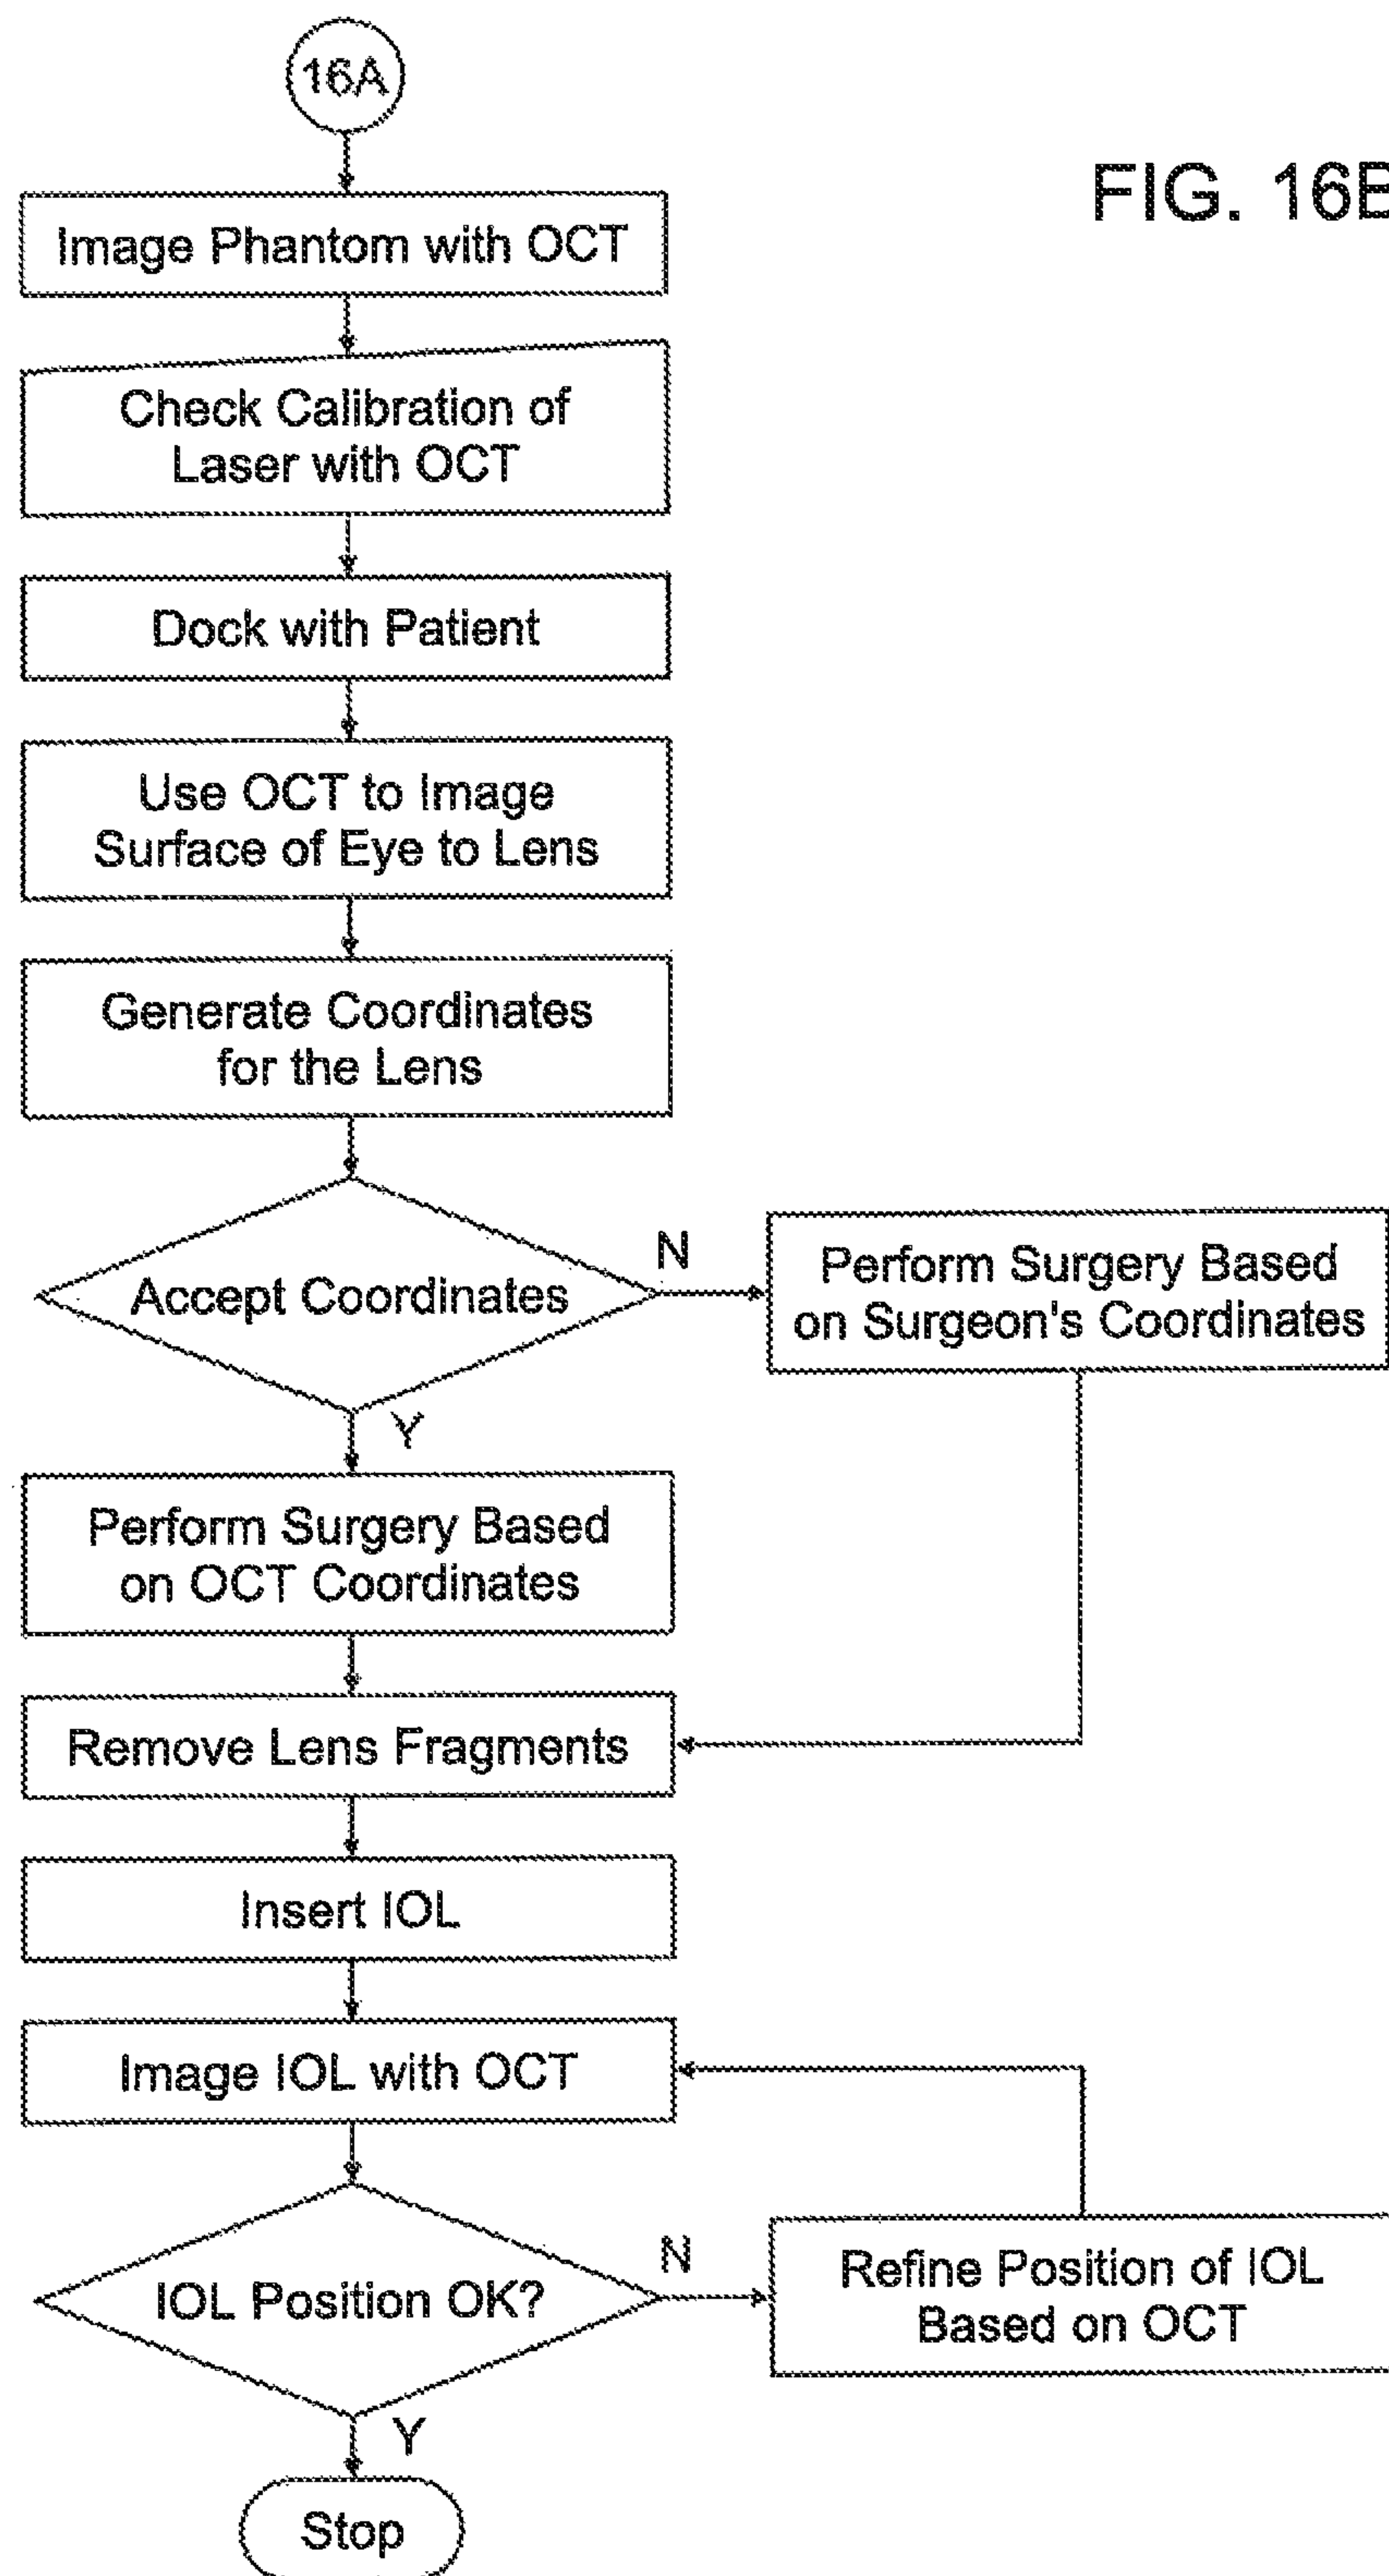 16A
FIG. 16B
Image Phantom with OCT
Check Calibration of
Laser with OCT
Dock with Patient
Use OCT to Image
Surface of Eye to Lens
Generate Coordinates
for the Lens
Accept Coordinates
N
Perform Surgery Based
on Surgeon's Coordinates
Y
Perform Surgery Based
on OCT Coordinates
Remove Lens Fragments
Insert IOL
Image IOL with OCT
IOL Position OK?
N
Refine Position of IOL
Based on OCT
Y
Stop